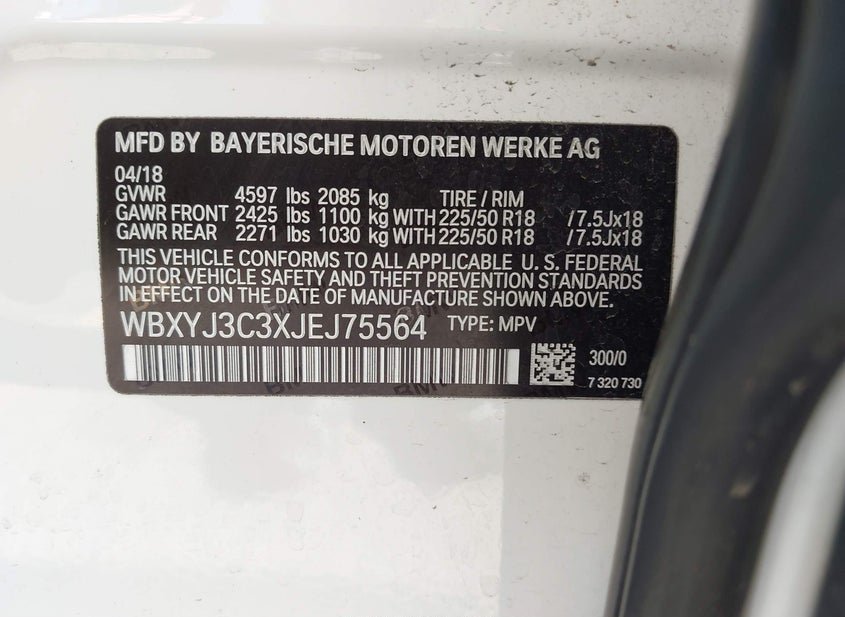 MFD BY BAYERISCHE MOTOREN WERKE AG
04/18
GVWR 4597 lbs 2085 kg TIRE / RIM
GAWR FRONT 2425 lbs 1100 kg WITH 225/50 R18 /7.5Jx18
GAWR REAR 2271 lbs 1030 kg WITH 225/50 R18 /7.5Jx18
THIS VEHICLE CONFORMS TO ALL APPLICABLE U. S. FEDERAL
MOTOR VEHICLE SAFETY AND THEFT PREVENTION STANDARDS
IN EFFECT ON THE DATE OF MANUFACTURE SHOWN ABOVE.
WBXYJ3C3XJEJ75564 TYPE: MPV
300/0
7 320 730